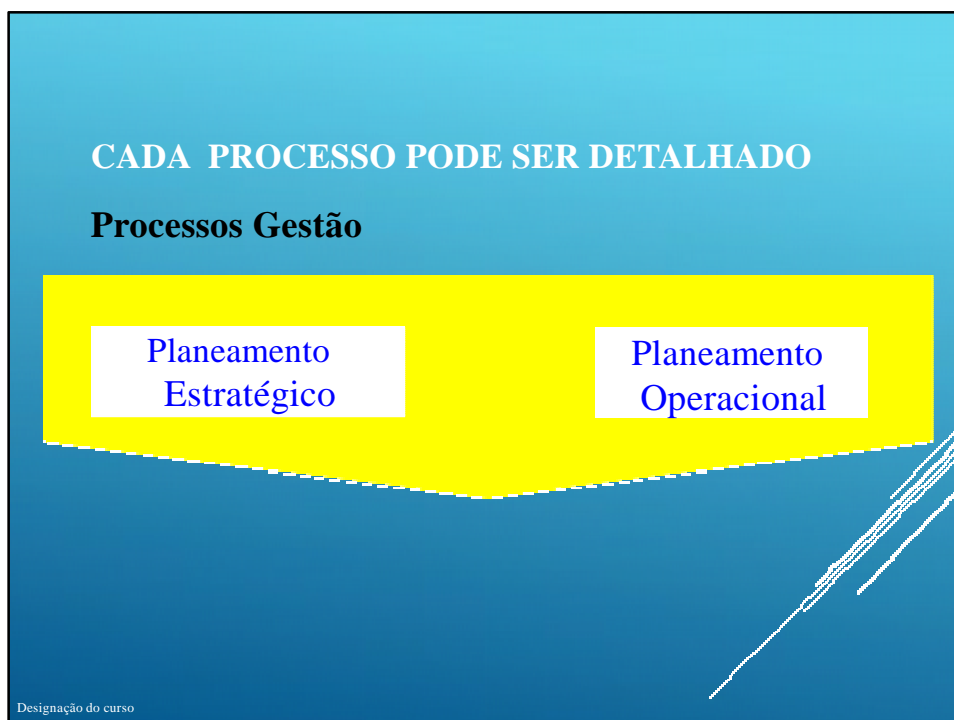 CADA PROCESSO PODE SER DETALHADO
Processos Gestão
Planeamento
Estratégico
Planeamento
Operacional
Designação do curso